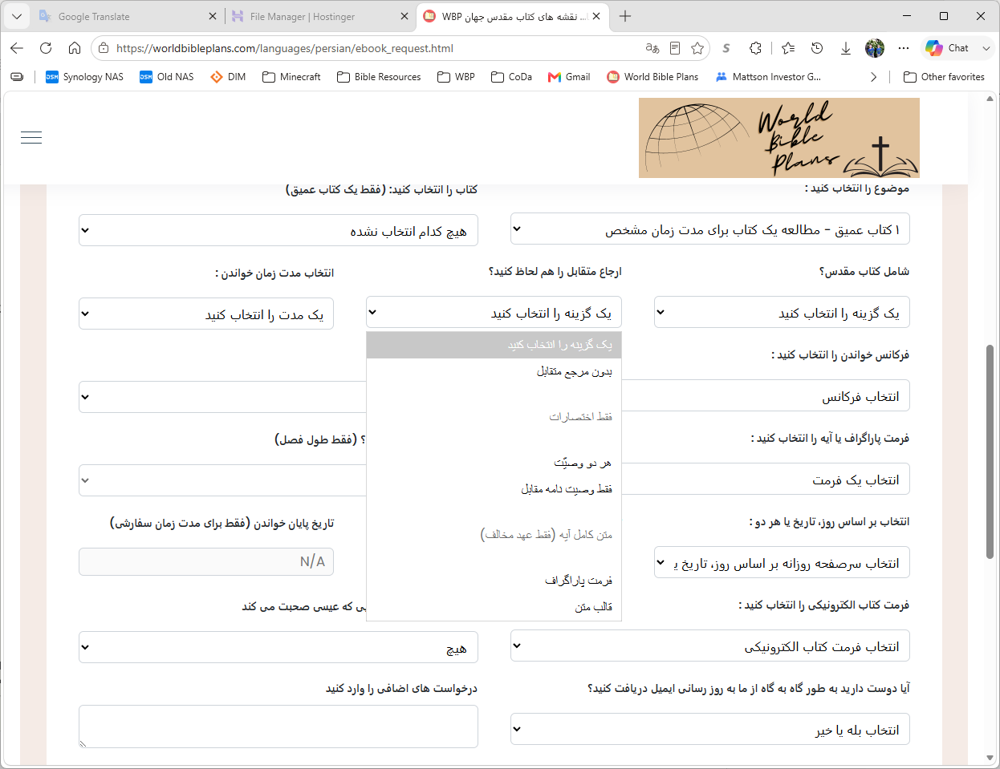 Google Translate
File Manager | Hostinger
WBP نقشه های کتاب مقدس جهان...
https://worldbibleplans.com/languages/persian/ebook_request.html
Chat
Synology NAS
Old NAS
DIM
Minecraft
Bible Resources
WBP
CoDa
Gmail
World Bible Plans
Mattson Investor G...
Other favorites
World
Bible
Plans
موضوع را انتخاب کنید :
کتاب را انتخاب کنید: (فقط یک کتاب عمیق)
۱ کتاب عمیق - مطالعه یک کتاب برای مدت زمان مشخص
هیچ کدام انتخاب نشده
شامل کتاب مقدس؟
ارجاع متقابل را هم لحاظ کنید؟
انتخاب مدت زمان خواندن :
یک گزینه را انتخاب کنید
یک گزینه را انتخاب کنید
یک مدت را انتخاب کنید
یک گزینه را انتخاب کنید
بدون مرجع متقابل
فقط اختصارات
هر دو وصیّت
فقط وصیت نامه مقابل
متن کامل آیه (فقط عهد مخالف)
فرمت پاراگراف
قالب متن
فرکانس خواندن را انتخاب کنید :
انتخاب فرکانس
فرمت پاراگراف یا آیه را انتخاب کنید :
؟ (فقط طول فصل)
انتخاب یک فرمت
انتخاب بر اساس روز، تاریخ یا هر دو :
تاریخ پایان خواندن (فقط برای مدت زمان سفارشی)
انتخاب سرصفحه روزانه بر اساس روز، تاریخ ی
N/A
فرمت کتاب الکترونیکی را انتخاب کنید :
که عیسی صحبت می کند
انتخاب فرمت کتاب الکترونیکی
هیچ
آیا دوست دارید به طور گاه به گاه از ما به روز رسانی ایمیل دریافت کنید؟
درخواست های اضافی را وارد کنید
انتخاب بله یا خیر